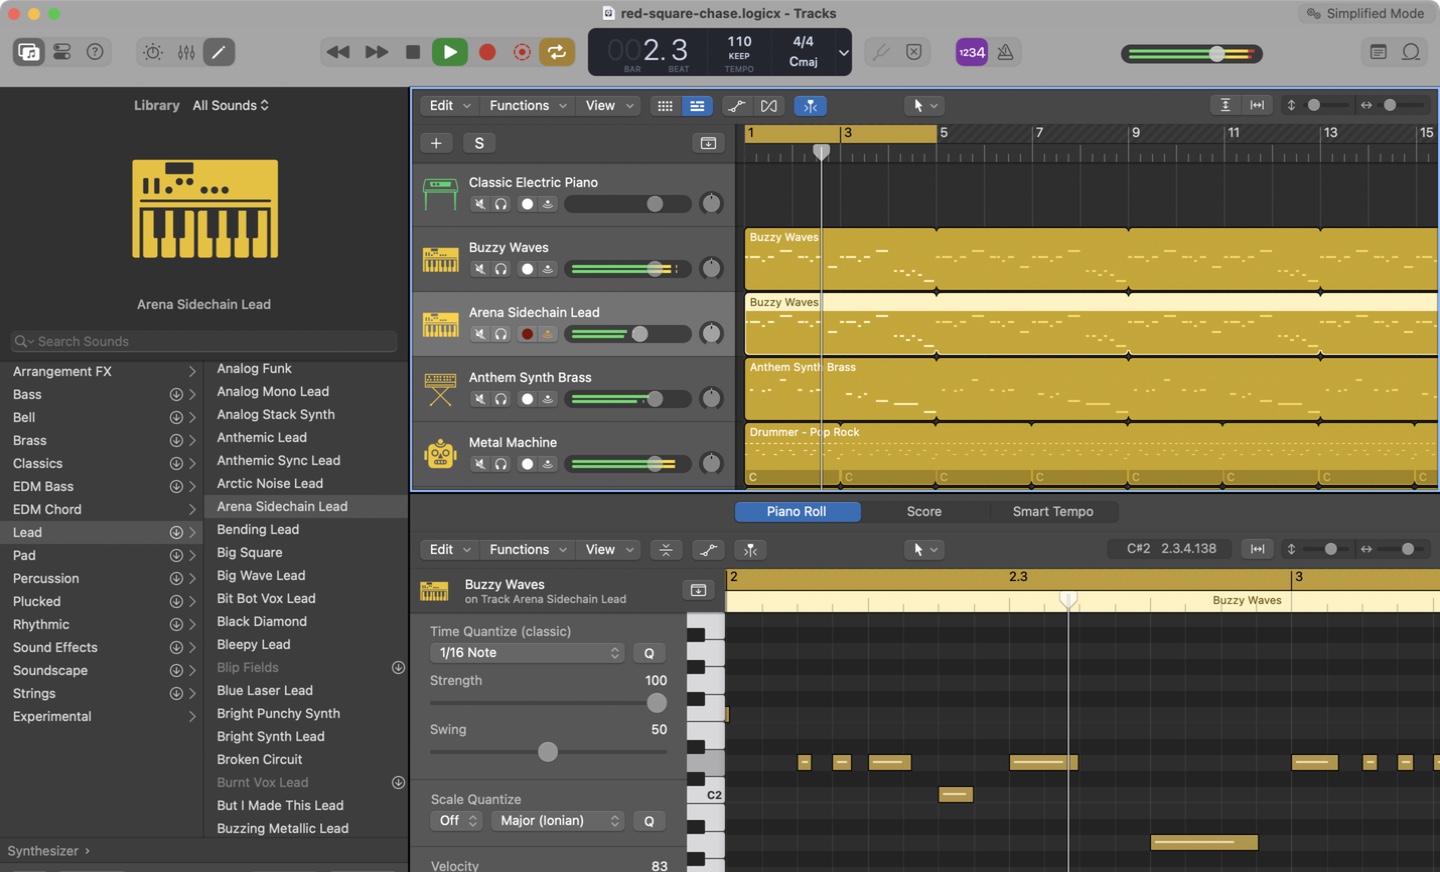 red-square-chase.logicx - Tracks
Simplified Mode
002.3
BAR BEAT
110
KEEP
TEMPO
4/4
Cmaj
1234
Library All Sounds
Arena Sidechain Lead
Search Sounds
Arrangement FX
Bass
Bell
Brass
Classics
EDM Bass
EDM Chord
Lead
Pad
Percussion
Plucked
Rhythmic
Sound Effects
Soundscape
Strings
Experimental
Analog Funk
Analog Mono Lead
Analog Stack Synth
Anthemic Lead
Anthemic Sync Lead
Arctic Noise Lead
Arena Sidechain Lead
Bending Lead
Big Square
Big Wave Lead
Bit Bot Vox Lead
Black Diamond
Bleepy Lead
Blip Fields
Blue Laser Lead
Bright Punchy Synth
Bright Synth Lead
Broken Circuit
Burnt Vox Lead
But I Made This Lead
Buzzing Metallic Lead
Synthesizer ›
Edit Functions View
S
1 3 5 7 9 11 13 15
Classic Electric Piano
Buzzy Waves
Arena Sidechain Lead
Anthem Synth Brass
Metal Machine
Buzzy Waves
Buzzy Waves
Anthem Synth Brass
Drummer - Pop Rock
C C C C C C C C
Piano Roll Score Smart Tempo
Edit Functions View
C#2 2.3.4.138
Buzzy Waves
on Track Arena Sidechain Lead
2 2.3 3
Buzzy Waves
Time Quantize (classic)
1/16 Note Q
Strength 100
Swing 50
Scale Quantize
Off Major (Ionian) Q
Velocity 83
C2